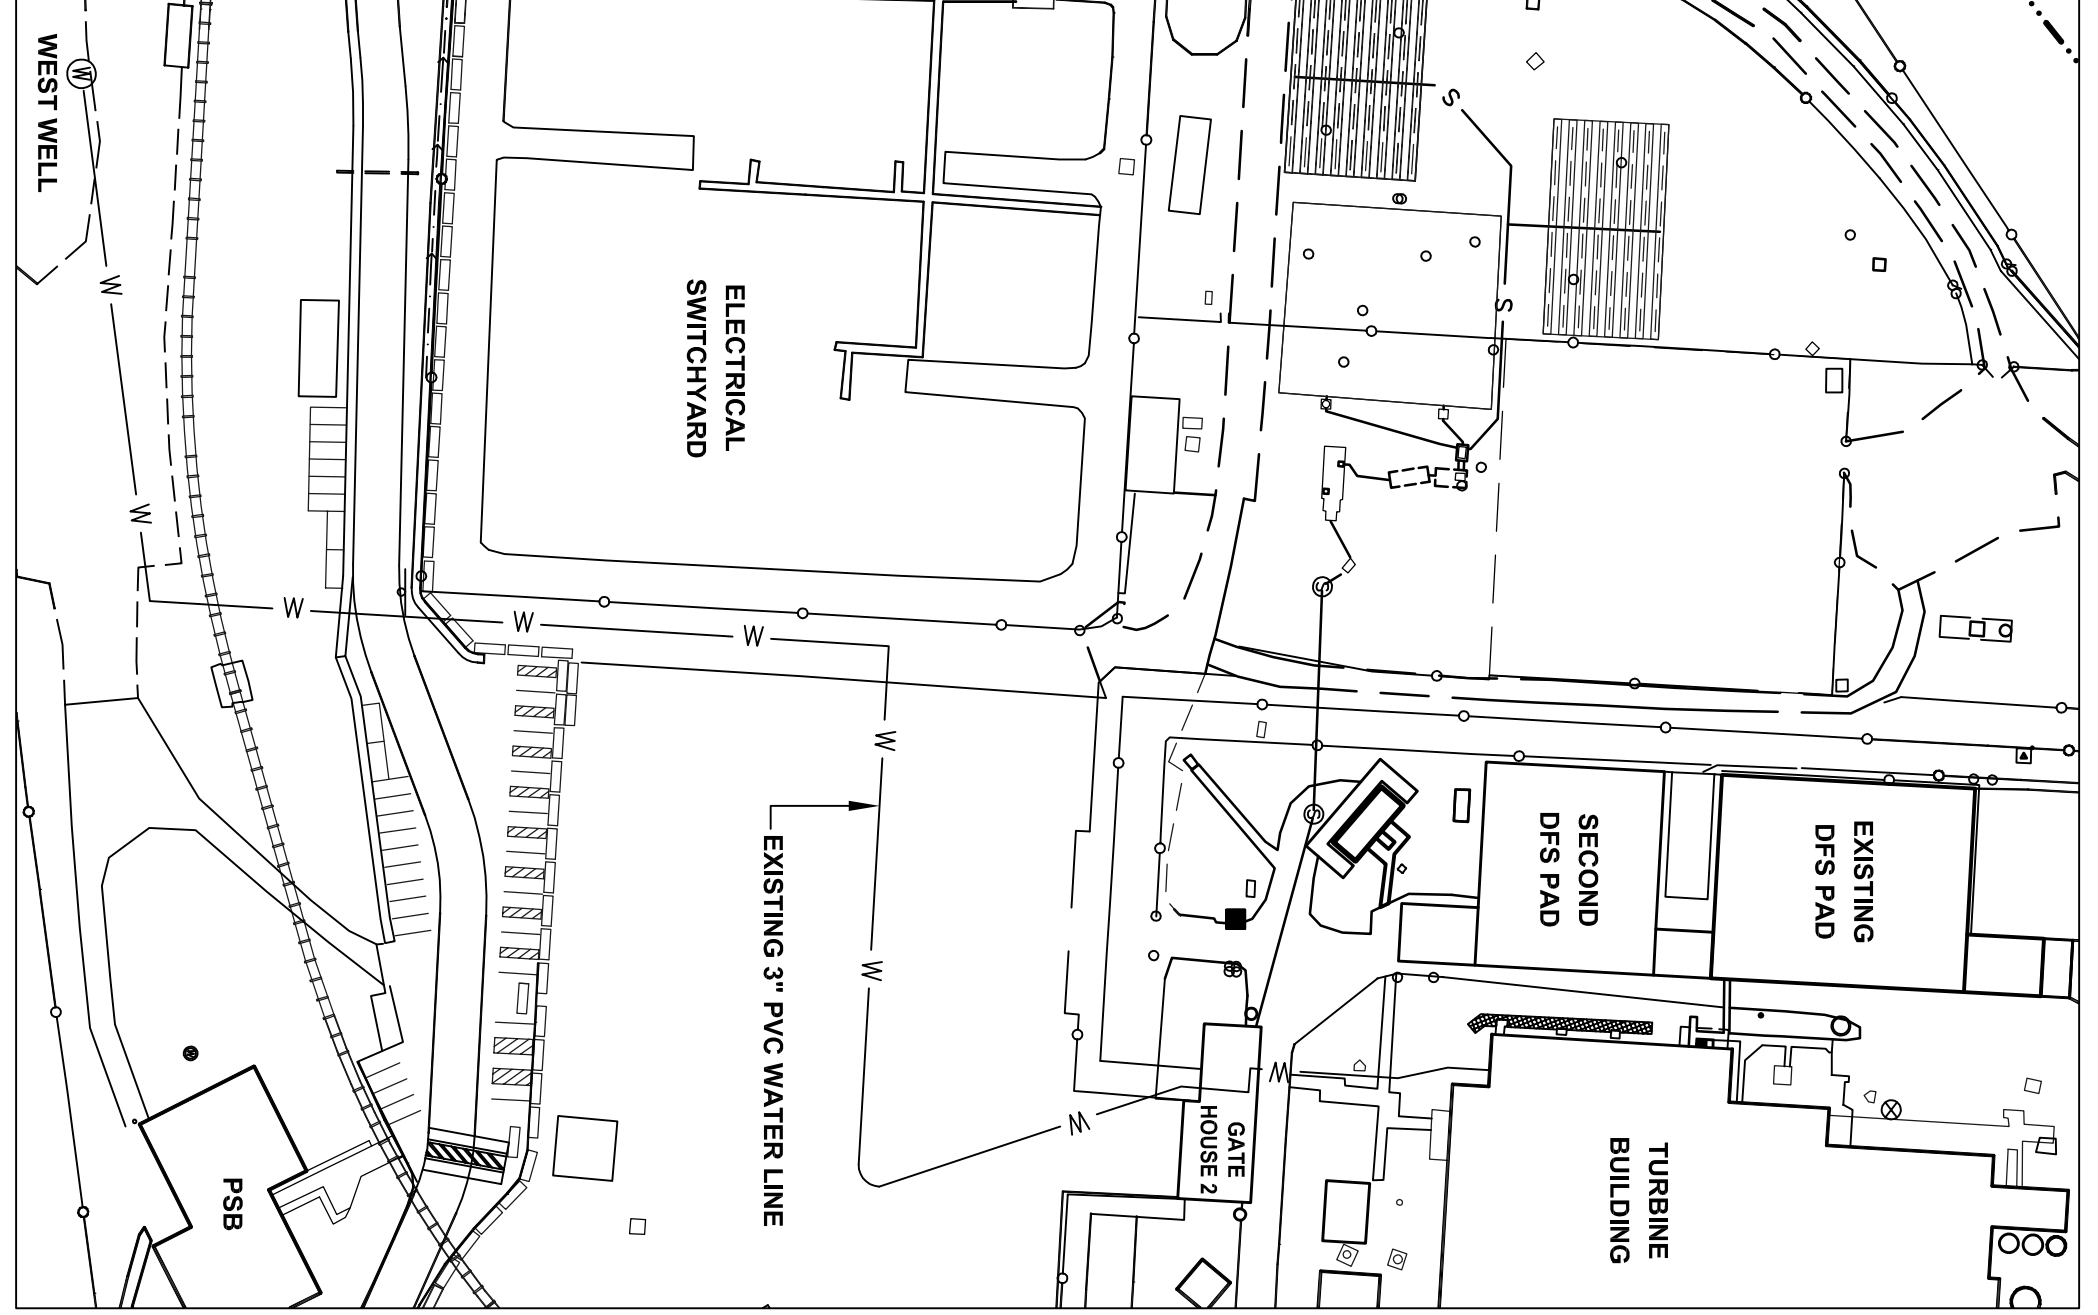 WEST WELL
W
W
W
W
W
W
W
W
W
W
W
W
S
S
S
S
ELECTRICAL
SWITCHYARD
EXISTING 3" PVC WATER LINE
SECOND
DFS PAD
EXISTING
DFS PAD
GATE
HOUSE 2
TURBINE
BUILDING
PSB